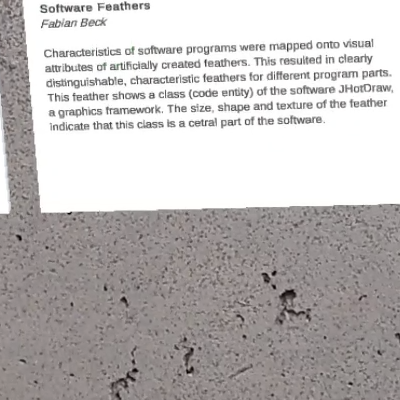 Software Feathers
Fabian Beck
Characteristics of software programs were mapped onto visual
attributes of artificially created feathers. This resulted in clearly
distinguishable, characteristic feathers for different program parts.
This feather shows a class (code entity) of the software JHotDraw,
a graphics framework. The size, shape and texture of the feather
indicate that this class is a cetral part of the software.